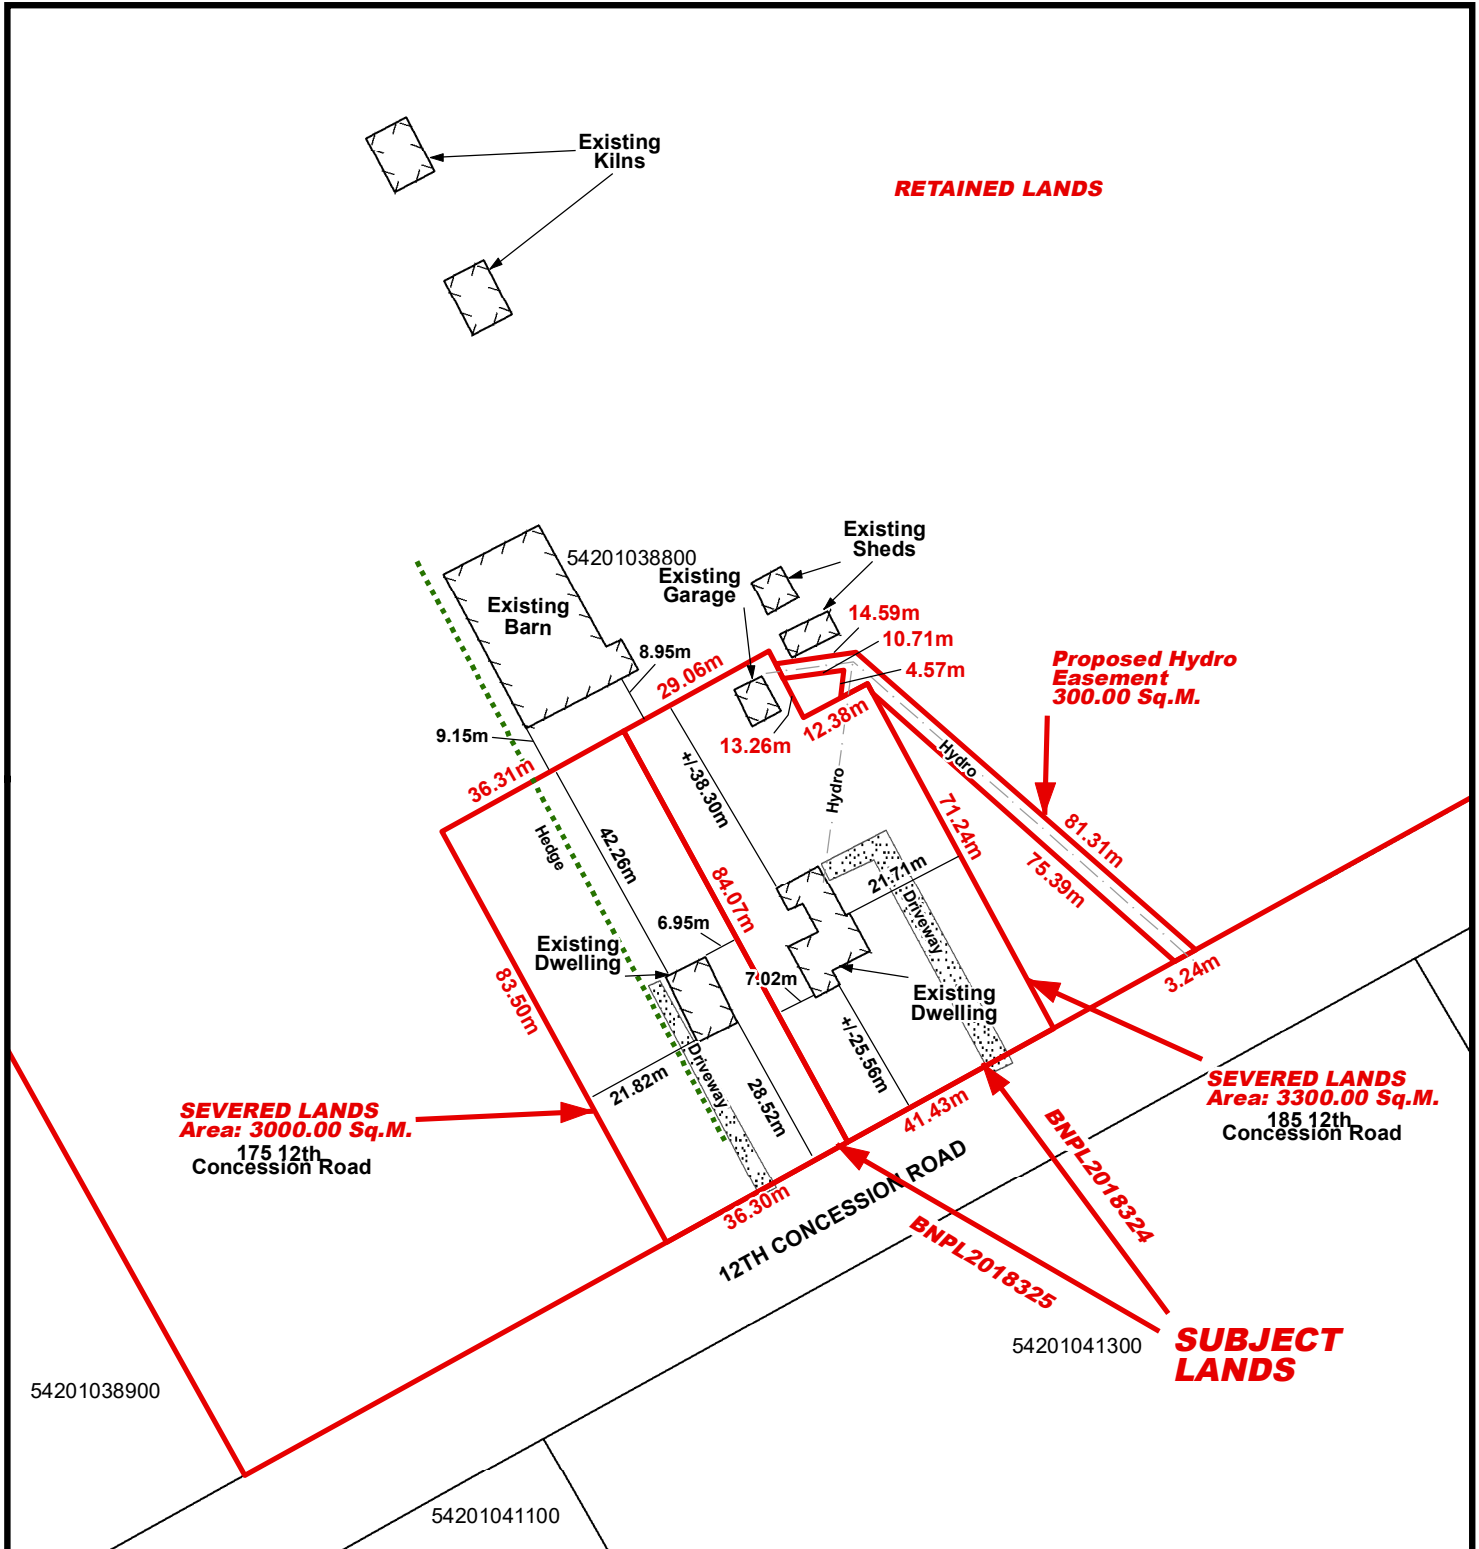 Existing
Kilns
RETAINED LANDS
Existing
Sheds
54201038800
Existing
Garage
Existing
Barn
14.59m
10.71m
4.57m
8.95m
29.06m
Proposed Hydro
Easement
300.00 Sq.M.
12.38m
13.26m
9.15m
36.31m
+/-38.30m
Hydro
Hydro
71.24m
81.31m
75.39m
Hedge
42.26m
84.07m
21.71m
Driveway
6.95m
Existing
Dwelling
7.02m
Existing
Dwelling
3.24m
83.50m
+/-25.56m
Driveway
21.82m
28.52m
41.43m
SEVERED LANDS
Area: 3000.00 Sq.M.
175 12th
Concession Road
SEVERED LANDS
Area: 3300.00 Sq.M.
185 12th
Concession Road
36.30m
12TH CONCESSION ROAD
BNPL2018324
BNPL2018325
SUBJECT
LANDS
54201041300
54201038900
54201041100